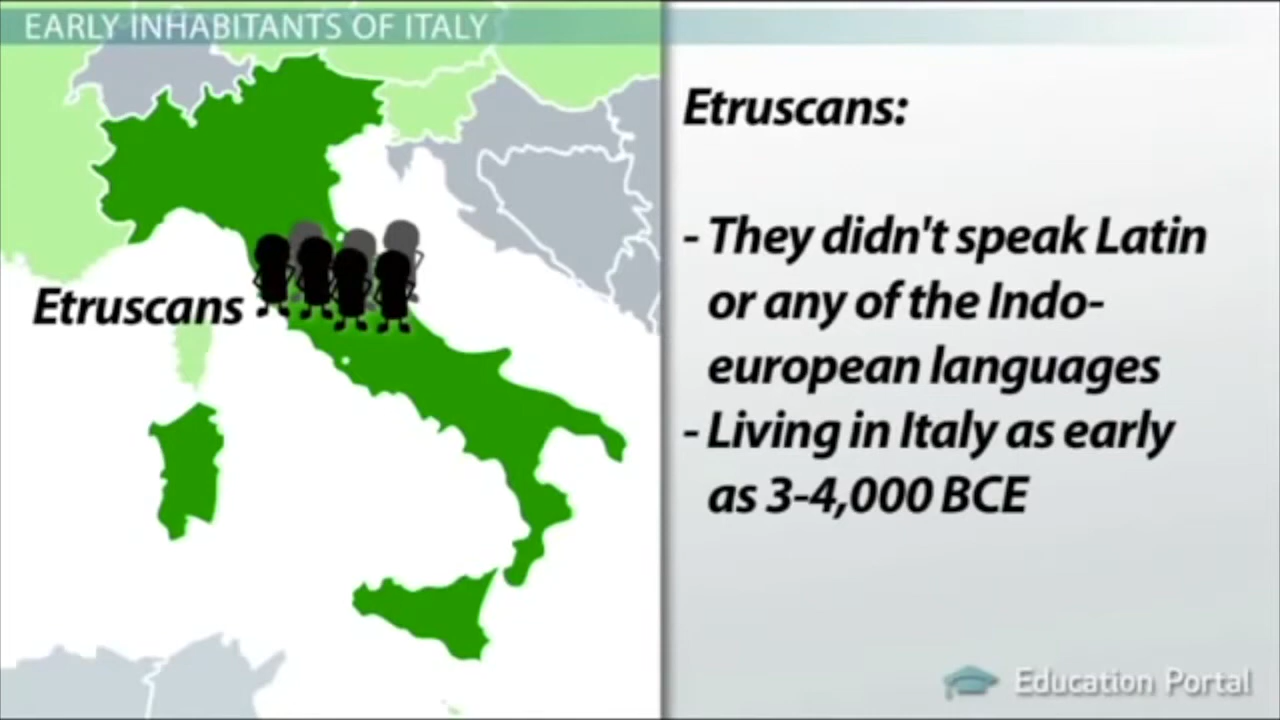 EARLY INHABITANTS OF ITALY
Etruscans
Etruscans:
- They didn't speak Latin
or any of the Indo-
european languages
- Living in Italy as early
as 3-4,000 BCE
Education Portal